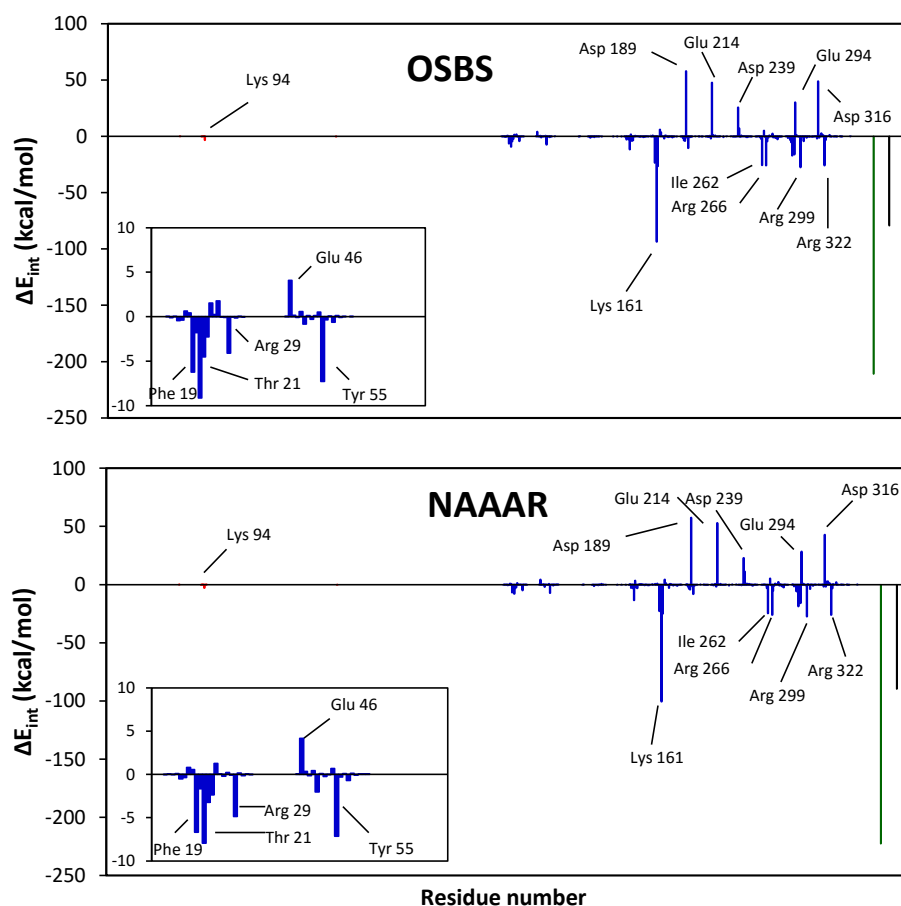 100
50
0
-50
-100
-150
-200
-250
ΔE_int (kcal/mol)
OSBS
Lys 94
Asp 189
Glu 214
Asp 239
Glu 294
Asp 316
Ile 262
Arg 266
Arg 299
Arg 322
Lys 161
10
5
0
-5
-10
Glu 46
Arg 29
Phe 19
Thr 21
Tyr 55
100
50
0
-50
-100
-150
-200
-250
ΔE_int (kcal/mol)
NAAAR
Lys 94
Asp 189
Glu 214
Asp 239
Glu 294
Asp 316
Ile 262
Arg 266
Arg 299
Arg 322
Lys 161
10
5
0
-5
-10
Glu 46
Arg 29
Phe 19
Thr 21
Tyr 55
Residue number